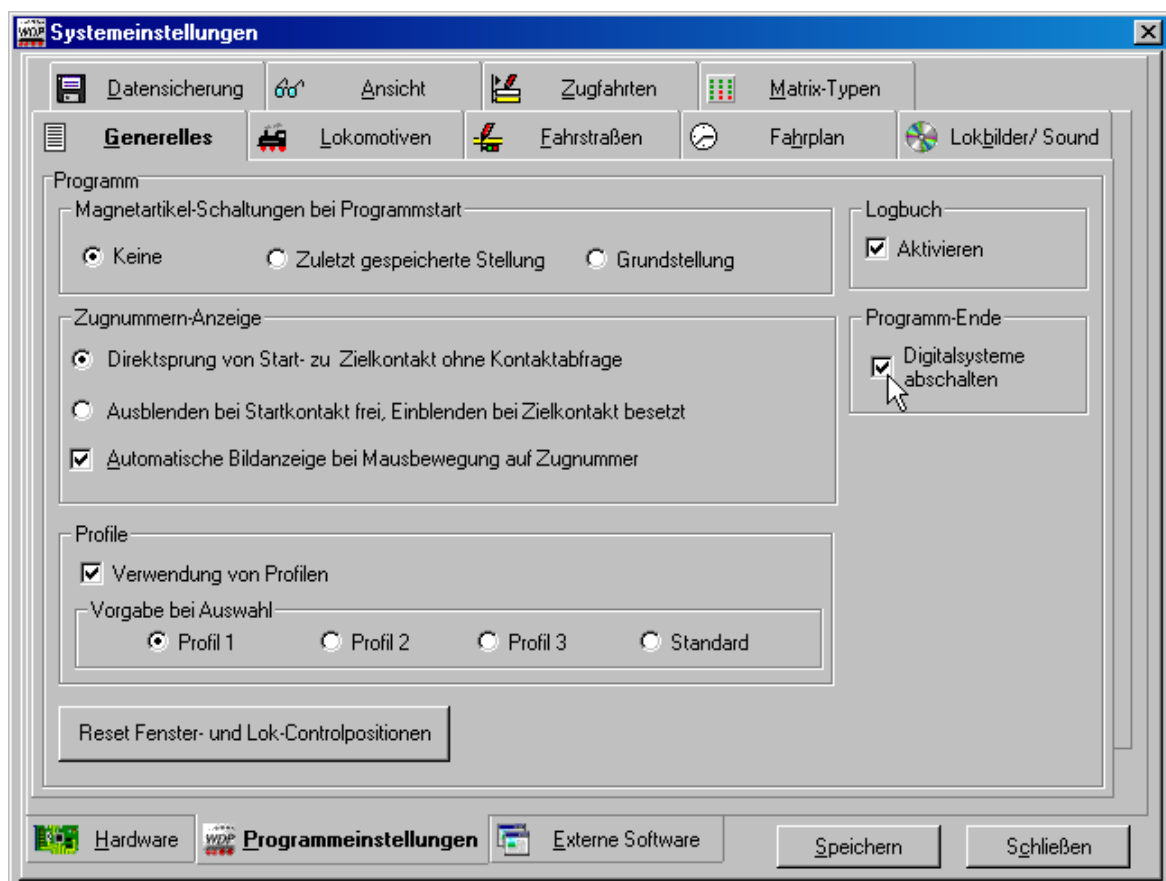 Systemeinstellungen
Datensicherung Ansicht Zugfahrten Matrix-Typen
Generelles Lokomotiven Fahrstraßen Fahrplan Lokbilder/ Sound
Programm
Magnetartikel-Schaltungen bei Programmstart
Keine Zuletzt gespeicherte Stellung Grundstellung
Logbuch
Aktivieren
Zugnummern-Anzeige
Direktsprung von Start- zu Zielkontakt ohne Kontaktabfrage
Ausblenden bei Startkontakt frei, Einblenden bei Zielkontakt besetzt
Automatische Bildanzeige bei Mausbewegung auf Zugnummer
Programm-Ende
Digitalsysteme
abschalten
Profile
Verwendung von Profilen
Vorgabe bei Auswahl
Profil 1 Profil 2 Profil 3 Standard
Reset Fenster- und Lok-Controlpositionen
Hardware WDP Programmeinstellungen Externe Software
Speichern Schließen